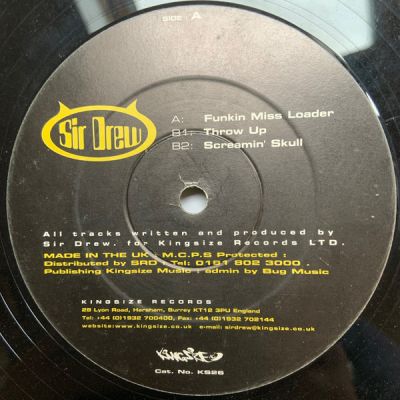 SIDE: A
Sir Drew
A: Funkin Miss Loader
B1: Throw Up
B2: Screamin' Skull
All tracks written and produced by
Sir Drew. for Kingsize Records LTD.
MADE IN THE UK : M.C.P.S Protected :
Distributed by SRD : Tel: 0181 802 3000 .
Publishing Kingsize Music : admin by Bug Music
KINGSIZE RECORDS
28 Lyon Road, Hersham, Surrey KT12 3PU England
Tel: +44 (0)1932 700400, Fax: +44 (0)1932 702144
website:www.kingsize.co.uk e-mail: sirdrew@kingsize.co.uk
KINGSIZE
Cat. No. KS26